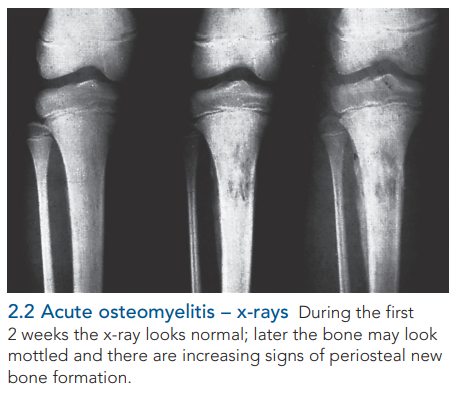 2.2 Acute osteomyelitis – x-rays During the first
2 weeks the x-ray looks normal; later the bone may look
mottled and there are increasing signs of periosteal new
bone formation.